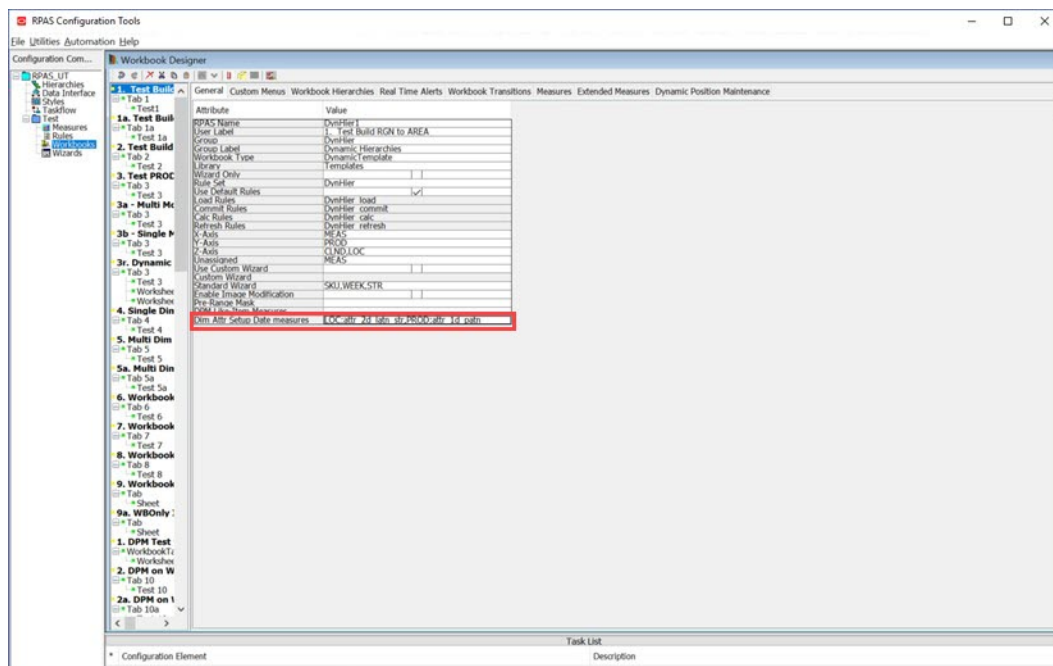 RPAS Configuration Tools
File Utilities Automation Help
Configuration Com...
RPAS_UT
Hierarchies
Data Interface
Styles
Taskflow
Test
Measures
Rules
Workbooks
Wizards
Workbook Designer
1. Test Build
Tab 1
Test1
1a. Test Buil
Tab 1a
Test 1a
2. Test Build
Tab 2
Test 2
3. Test PROD
Tab 3
Test 3
3a - Multi Mo
Tab 3
Test 3
3b - Single M
Tab 3
Test 3
3r. Dynamic
Tab 3
Test 3
Workshee
Workshee
4. Single Din
Tab 4
Test 4
5. Multi Dim
Tab 5
Test 5
5a. Multi Din
Tab 5a
Test 5a
6. Workbook
Tab 6
Test 6
7. Workbook
Tab 7
Test 7
8. Workbook
Tab 8
Test 8
9. Workbook
Tab
Sheet
9a. WBOnly
Tab
Sheet
1. DPM Test
WorkbookTa
Workshee
2. DPM on W
Tab 10
Test 10
2a. DPM on
Tab 10a
General Custom Menus Workbook Hierarchies Real Time Alerts Workbook Transitions Measures Extended Measures Dynamic Position Maintenance
Attribute Value
RPAS Name DynHier1
User Label 1. Test Build RGN to AREA
Group DynHier
Group Label Dynamic Hierarchies
Workbook Type DynamicTemplate
Library Templates
Wizard Only
Rule Set DynHier
Use Default Rules
Load Rules DynHier_load
Commit Rules DynHier_commit
Calc Rules DynHier_calc
Refresh Rules DynHier_refresh
X-Axis MEAS
Y-Axis PROD
Z-Axis CLND,LOC
Unassigned MEAS
Use Custom Wizard
Custom Wizard
Standard Wizard SKU,WEEK,STR
Enable Image Modification
Pre-Range Mask
DPM Like-Item Measures
Dim Attr Setup Date measures LOC:attr_2d_latn_str,PROD:attr_1d_patn
Task List
* Configuration Element Description